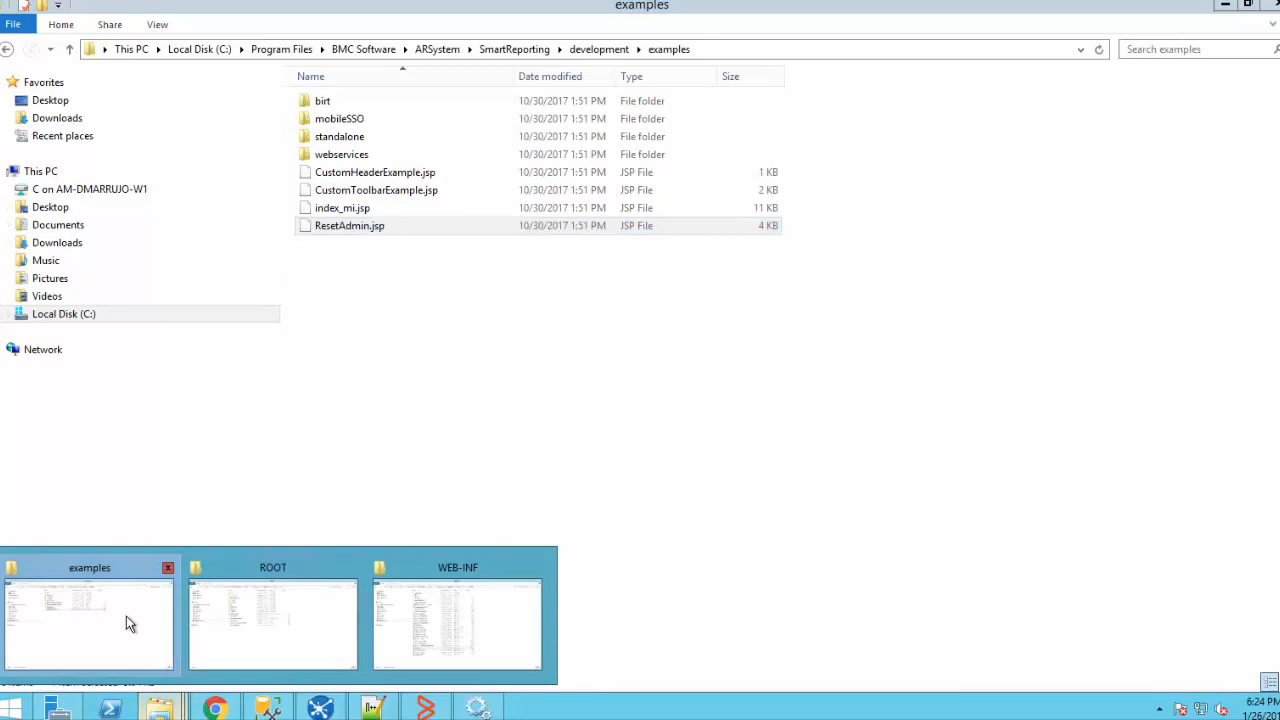 examples
File Home Share View
This PC Local Disk (C:) Program Files BMC Software ARSystem SmartReporting development examples Search examples
Name Date modified Type Size
Favorites
Desktop
Downloads
Recent places
This PC
C on AM-DMARRUJO-W1
Desktop
Documents
Downloads
Music
Pictures
Videos
Local Disk (C:)
Network
birt 10/30/2017 1:51 PM File folder
mobileSSO 10/30/2017 1:51 PM File folder
standalone 10/30/2017 1:51 PM File folder
webservices 10/30/2017 1:51 PM File folder
CustomHeaderExample.jsp 10/30/2017 1:51 PM JSP File 1 KB
CustomToolbarExample.jsp 10/30/2017 1:51 PM JSP File 2 KB
index_mi.jsp 10/30/2017 1:51 PM JSP File 11 KB
ResetAdmin.jsp 10/30/2017 1:51 PM JSP File 4 KB
examples ROOT WEB-INF
6:24 PM